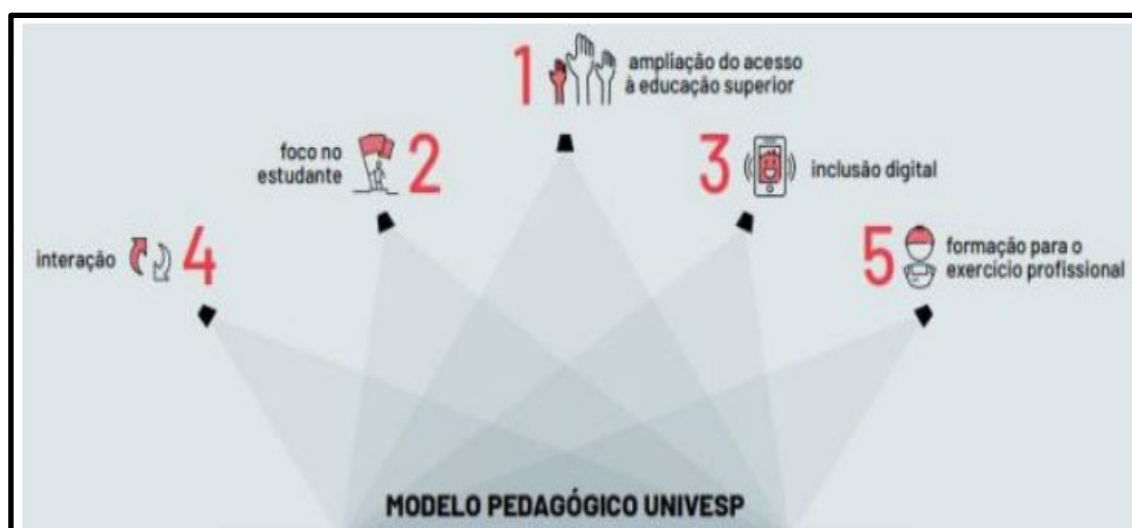 1
ampliação do acesso
à educação superior
foco no
estudante
2
3
inclusão digital
interação
4
5
formação para o
exercício profissional
MODELO PEDAGÓGICO UNIVESP